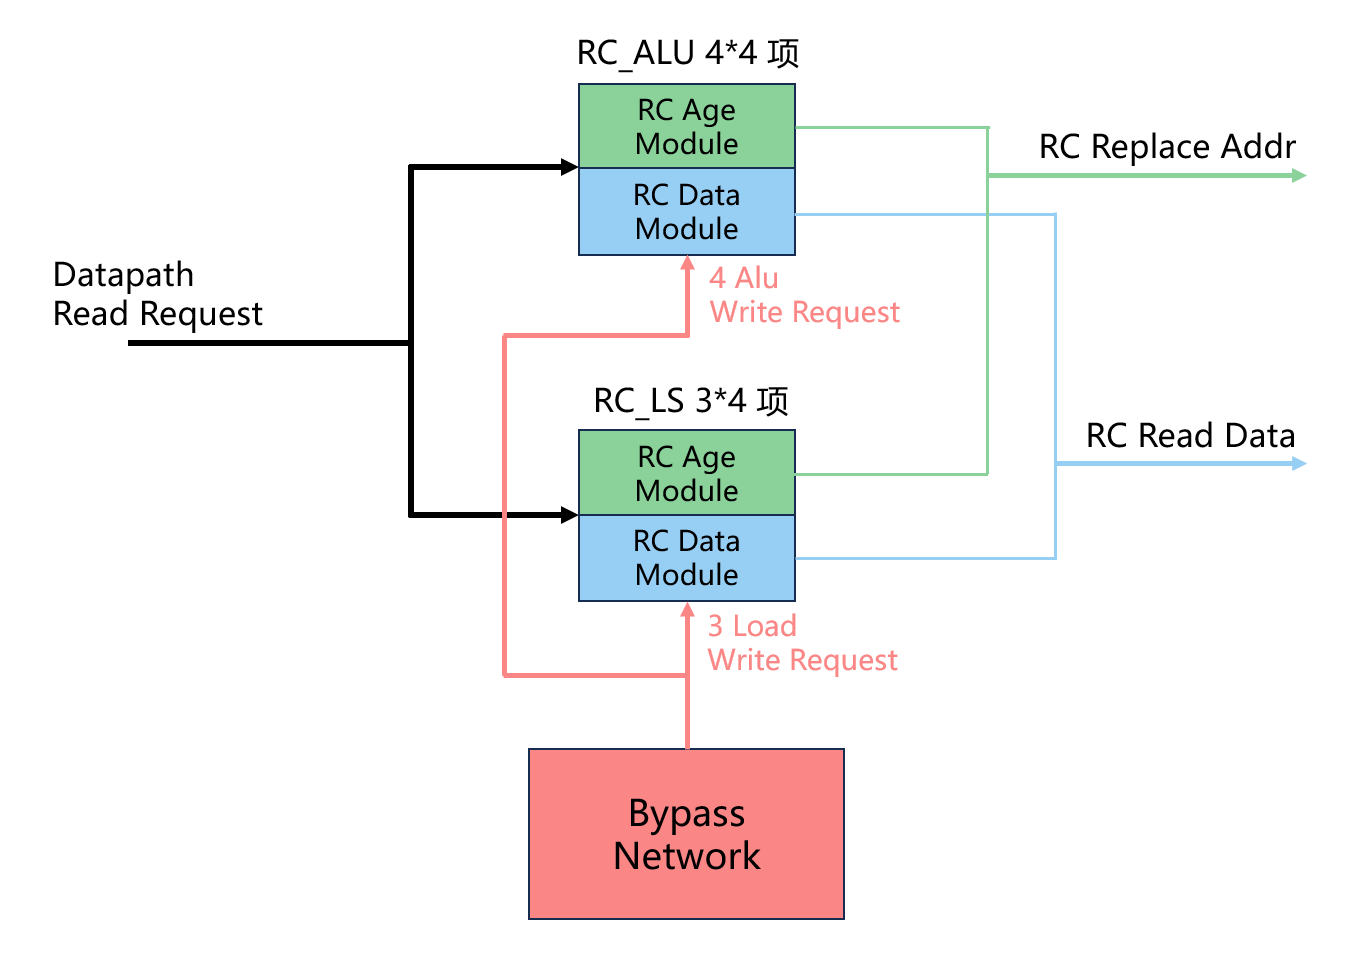 RC_ALU 4*4 项
RC Age
Module
RC Data
Module
RC Replace Addr
Datapath
Read Request
4 Alu
Write Request
RC_LS 3*4 项
RC Age
Module
RC Data
Module
RC Read Data
3 Load
Write Request
Bypass
Network